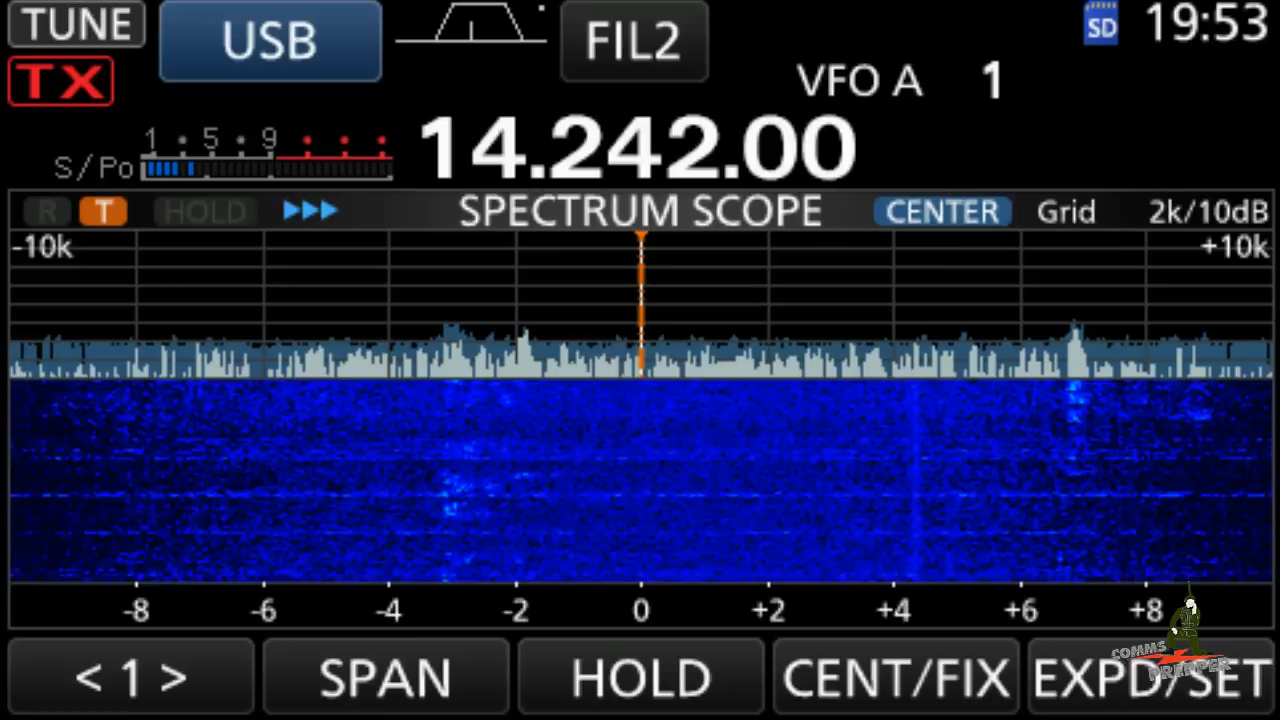 TUNE USB FIL2 SD 19:53
TX VFO A 1
1 5 9
S/Po 14.242.00
R T HOLD SPECTRUM SCOPE CENTER Grid 2k/10dB
-10k +10k
-8 -6 -4 -2 0 +2 +4 +6 +8
COMMS
PREPPER
< 1 > SPAN HOLD CENT/FIX EXPD/SET